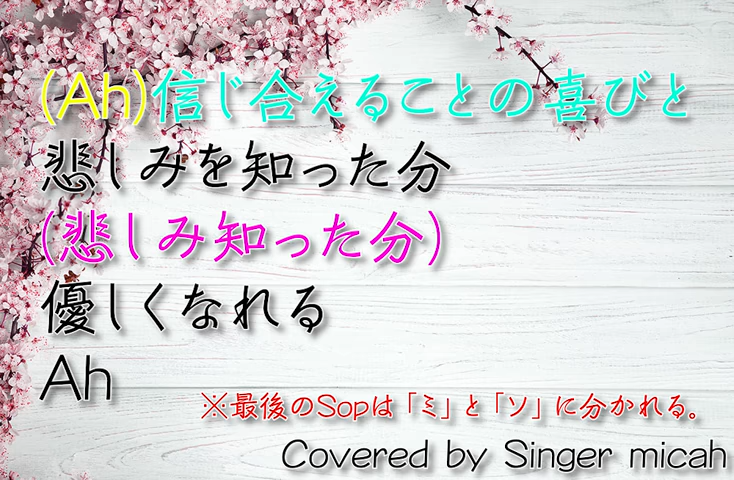 (Ah)信じ合えることの喜びと
悲しみを知った分
(悲しみ知った分)
優しくなれる
Ah
※最後のSopは「ミ」と「ソ」に分かれる。
Covered by Singer micah